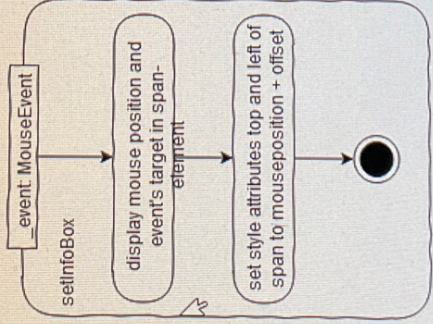 _event: MouseEvent
setInfoBox
display mouse position and
event's target in span-
element
set style attributes top and left of
span to mouseposition + offset